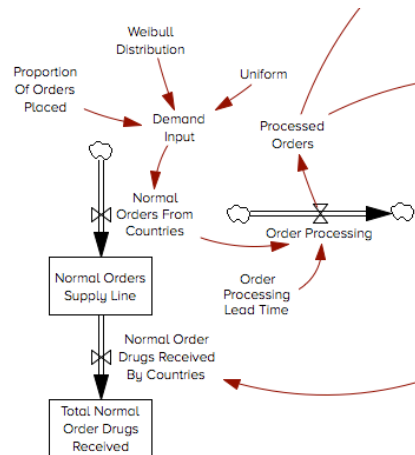 Weibull
Distribution
Proportion
Of Orders
Placed
Uniform
Demand
Input
Processed
Orders
Normal
Orders From
Countries
Order Processing
Normal Orders
Supply Line
Order
Processing
Lead Time
Normal Order
Drugs Received
By Countries
Total Normal
Order Drugs
Received